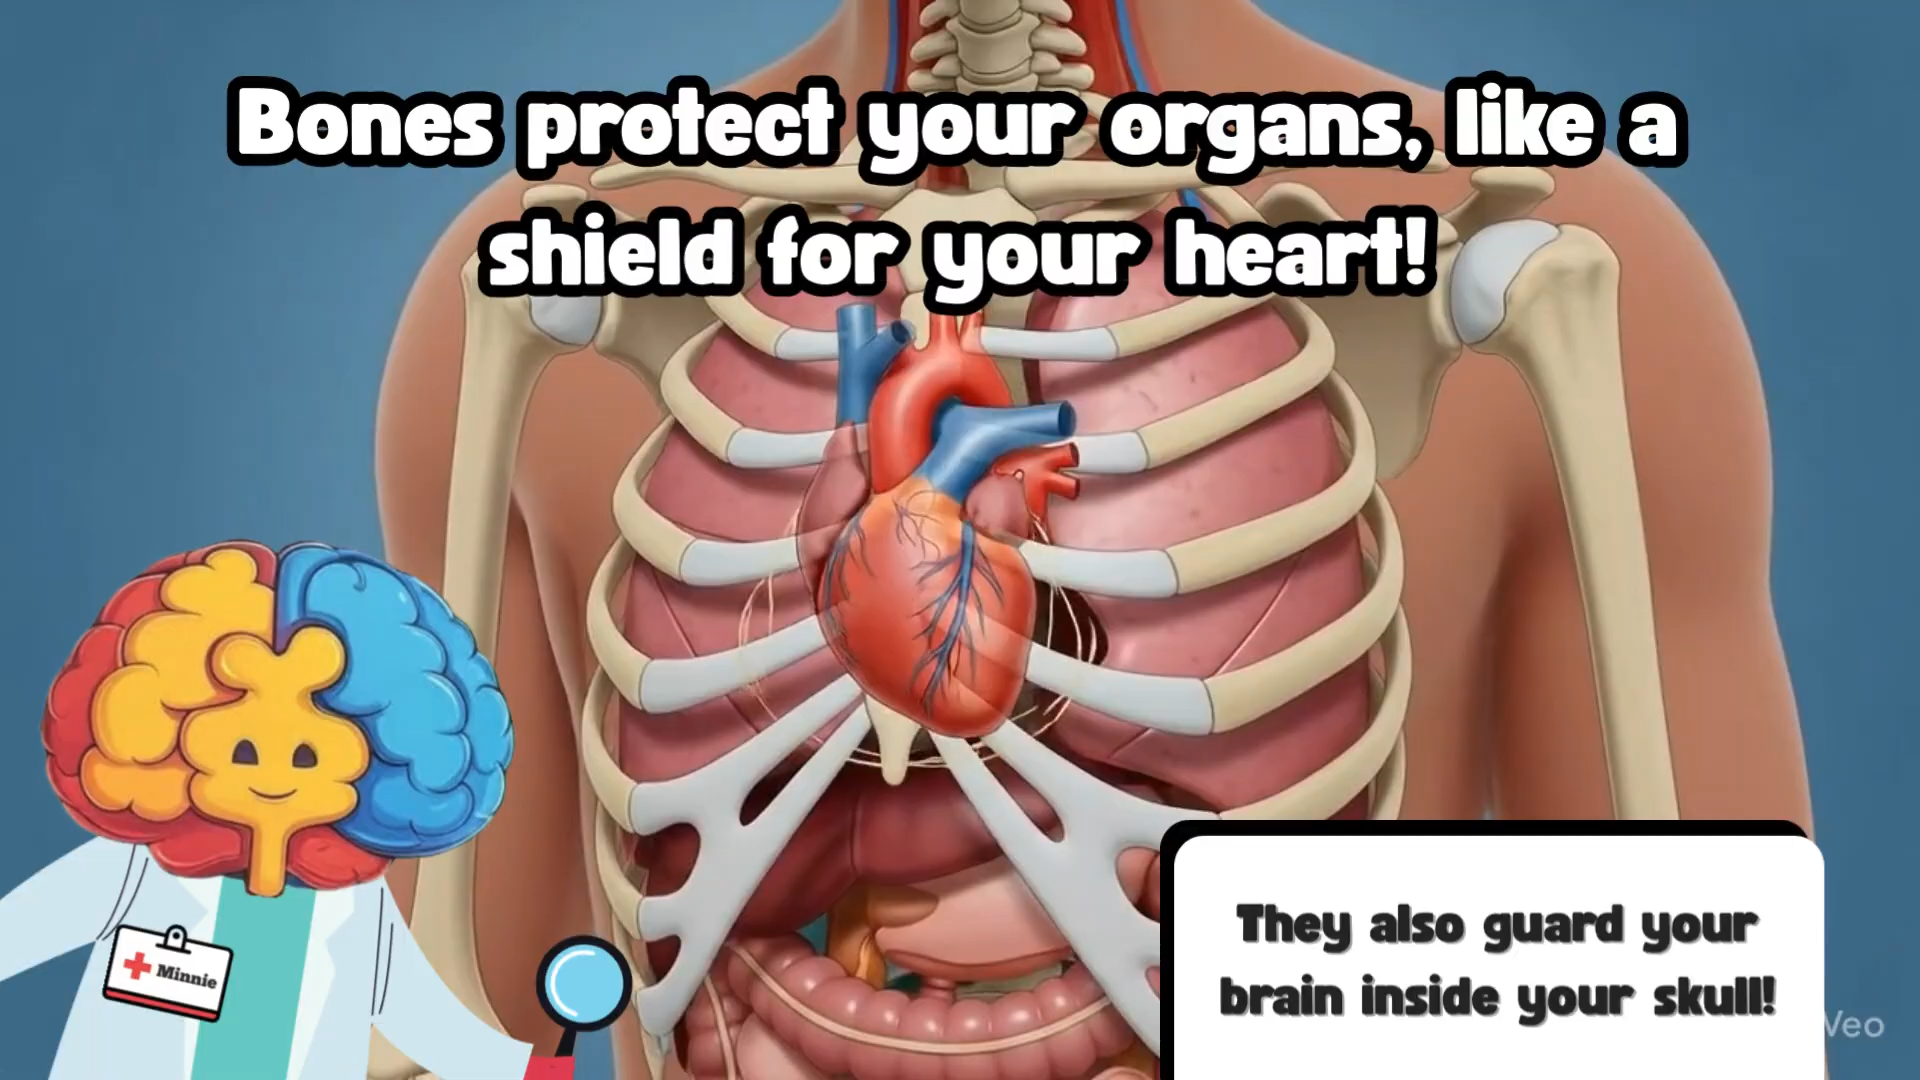 Bones protect your organs, like a
shield for your heart!
Minnie
They also guard your
brain inside your skull!
Veo